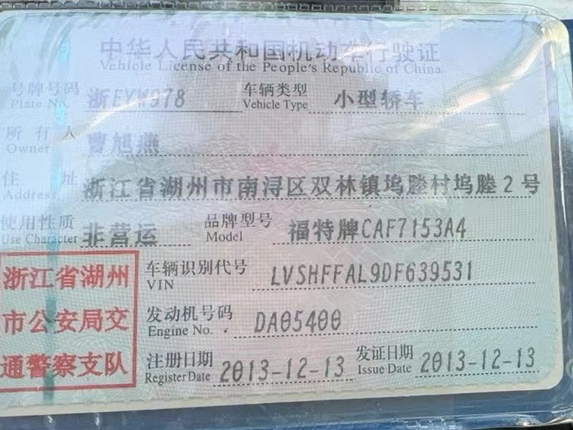 中华人民共和国机动车行驶证
Vehicle License of the People's Republic of China
号牌号码 浙EYW978 车辆类型 小型轿车
Plate No. Vehicle Type
所有人 曹旭燕
Owner
住址 浙江省湖州市南浔区双林镇坞塍村坞塍2号
Address
使用性质 非营运 品牌型号 福特牌CAF7153A4
Use Character Model
浙江省湖州
市公安局交
通警察支队
车辆识别代号 LVSHFFAL9DF639531
VIN
发动机号码 DA05400
Engine No.
注册日期 2013-12-13 发证日期 2013-12-13
Register Date Issue Date